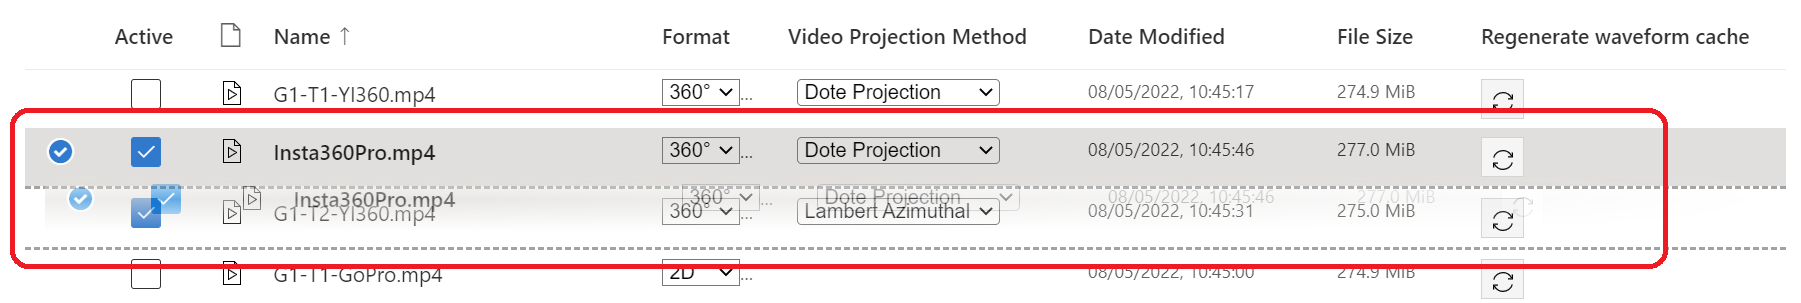 Active Name ↑ Format Video Projection Method Date Modified File Size Regenerate waveform cache
G1-T1-YI360.mp4 360° ... Dote Projection 08/05/2022, 10:45:17 274.9 MiB
Insta360Pro.mp4 360° ... Dote Projection 08/05/2022, 10:45:46 277.0 MiB
Insta360Pro.mp4 360° Dote Projection 08/05/2022, 10:45:46 277.0 MiB
G1-T2-YI360.mp4 360° ... Lambert Azimuthal 08/05/2022, 10:45:31 275.0 MiB
G1-T1-GoPro.mp4 2D ... 08/05/2022, 10:45:00 274.9 MiB